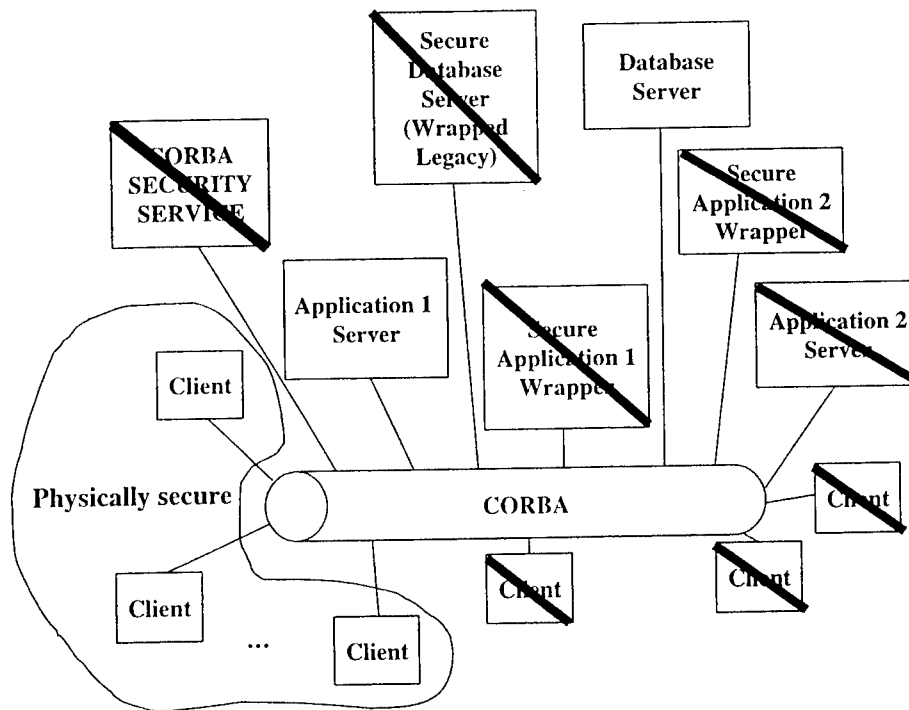 Secure
Database
Server
(Wrapped
Legacy)
Database
Server
CORBA
SECURITY
SERVICE
Secure
Application 2
Wrapper
Application 1
Server
Secure
Application 1
Wrapper
Application 2
Server
Client
Physically secure
CORBA
Client
Client
Client
Client
...
Client